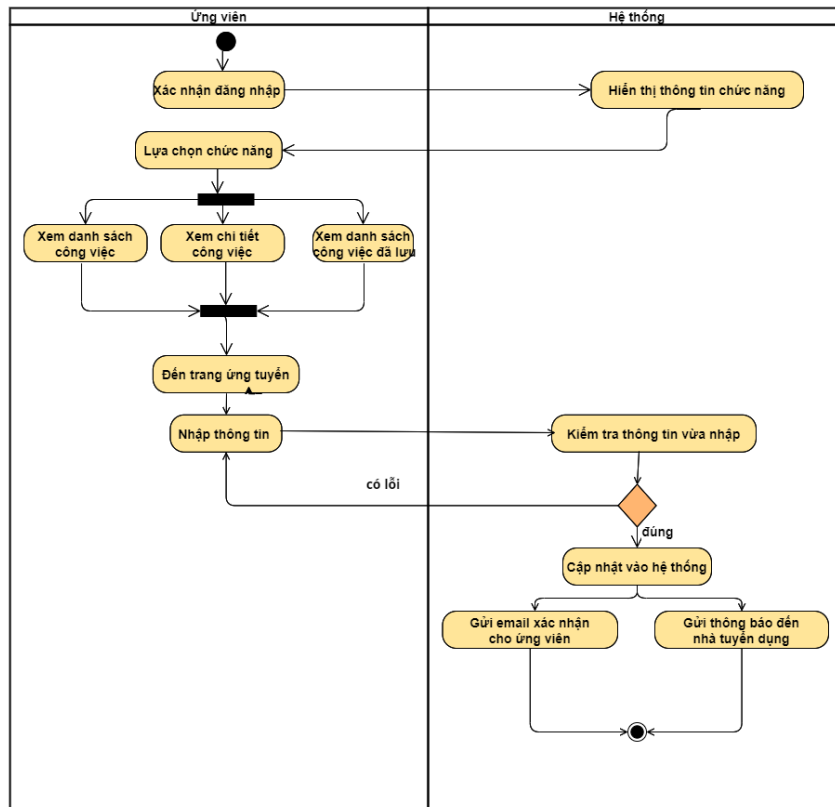 Ứng viên
Hệ thống
Xác nhận đăng nhập
Hiển thị thông tin chức năng
Lựa chọn chức năng
Xem danh sách
công việc
Xem chi tiết
công việc
Xem danh sách
công việc đã lưu
Đến trang ứng tuyển
Nhập thông tin
Kiểm tra thông tin vừa nhập
có lỗi
đúng
Cập nhật vào hệ thống
Gửi email xác nhận
cho ứng viên
Gửi thông báo đến
nhà tuyển dụng